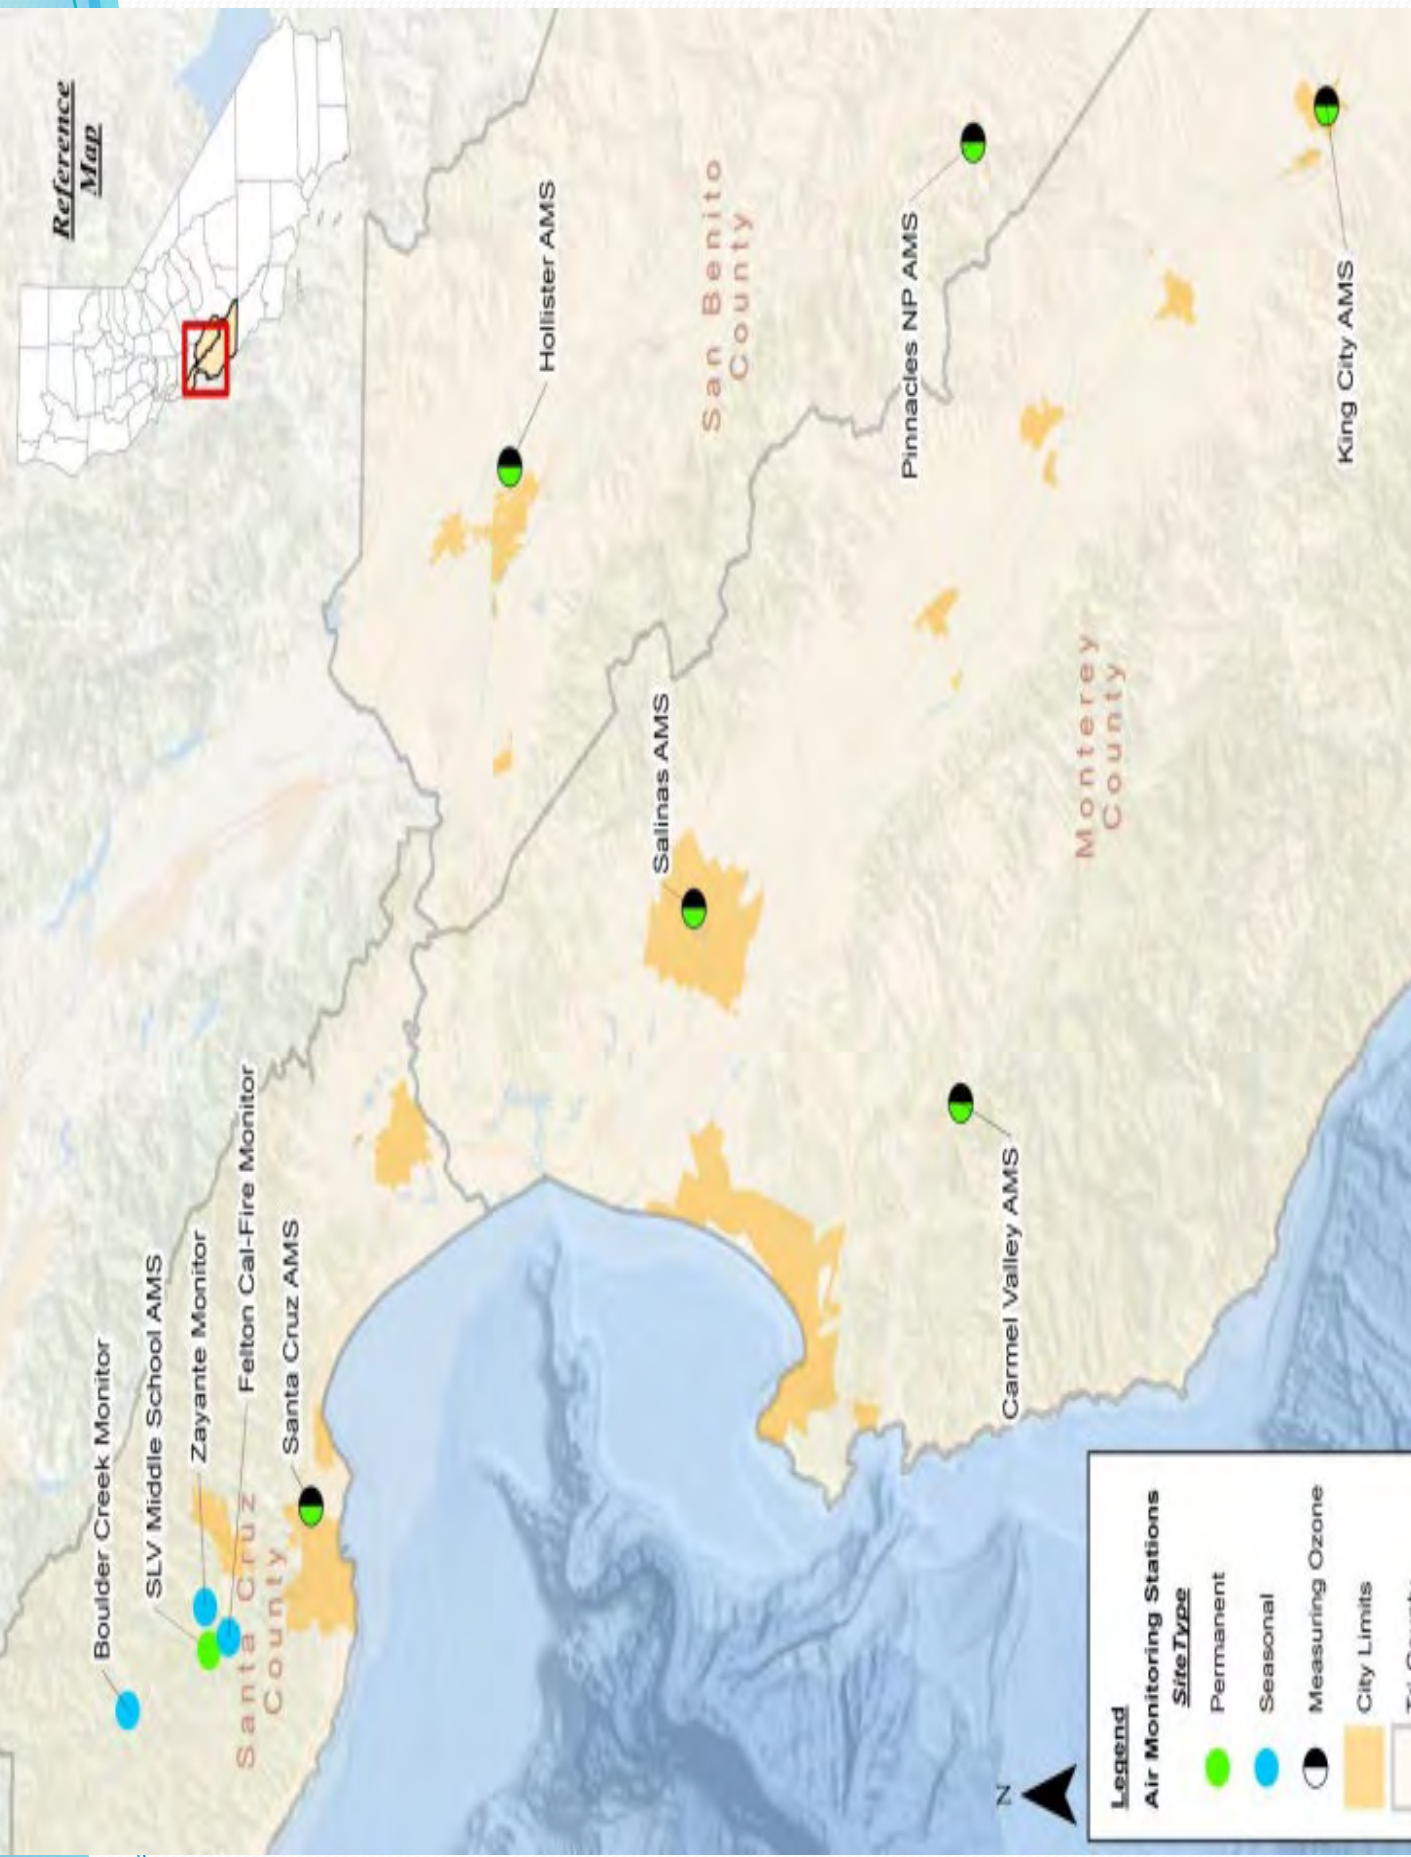 Reference
Map
Boulder Creek Monitor
SLV Middle School AMS
Zayante Monitor
Felton Cal-Fire Monitor
Santa Cruz AMS
Santa Cruz
County
Hollister AMS
San Benito
County
Salinas AMS
Pinnacles NP AMS
Monterey
County
Carmel Valley AMS
King City AMS
N
Legend
Air Monitoring Stations
SiteType
Permanent
Seasonal
Measuring Ozone
City Limits